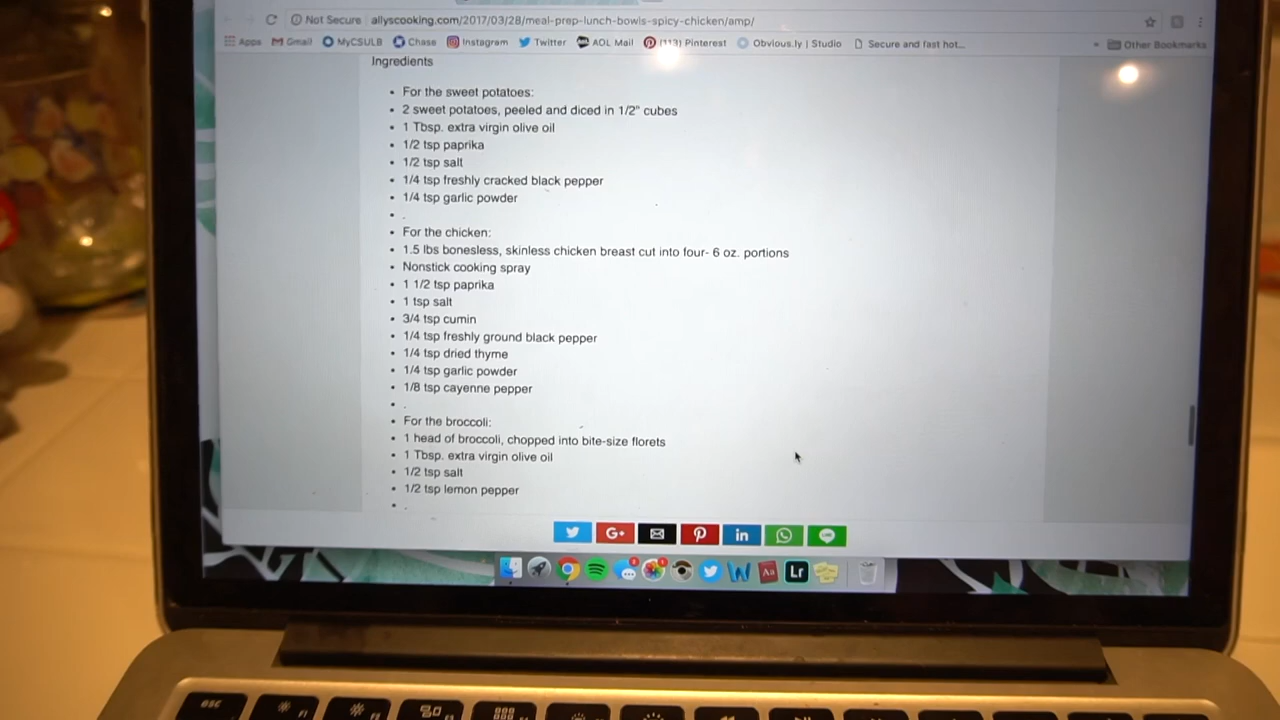 Not Secure allyscooking.com/2017/03/28/meal-prep-lunch-bowls-spicy-chicken/amp/
Apps Gmail MyCSULB Chase Instagram Twitter AOL Mail (113) Pinterest Obvious.ly | Studio Secure and fast hot... » Other Bookmarks
Ingredients
• For the sweet potatoes:
• 2 sweet potatoes, peeled and diced in 1/2" cubes
• 1 Tbsp. extra virgin olive oil
• 1/2 tsp paprika
• 1/2 tsp salt
• 1/4 tsp freshly cracked black pepper
• 1/4 tsp garlic powder
• .
• For the chicken:
• 1.5 lbs bonesless, skinless chicken breast cut into four- 6 oz. portions
• Nonstick cooking spray
• 1 1/2 tsp paprika
• 1 tsp salt
• 3/4 tsp cumin
• 1/4 tsp freshly ground black pepper
• 1/4 tsp dried thyme
• 1/4 tsp garlic powder
• 1/8 tsp cayenne pepper
• .
• For the broccoli:
• 1 head of broccoli, chopped into bite-size florets
• 1 Tbsp. extra virgin olive oil
• 1/2 tsp salt
• 1/2 tsp lemon pepper
• .
G+ in
W Aa Lr
esc F1 F2 F3